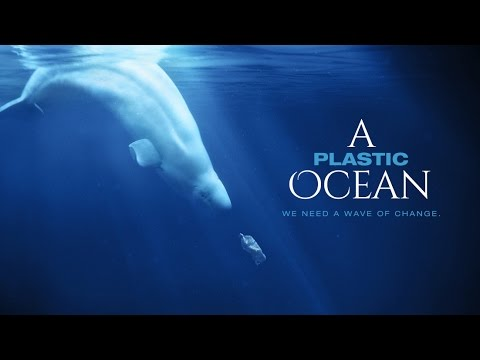 A
PLASTIC
OCEAN
WE NEED A WAVE OF CHANGE.